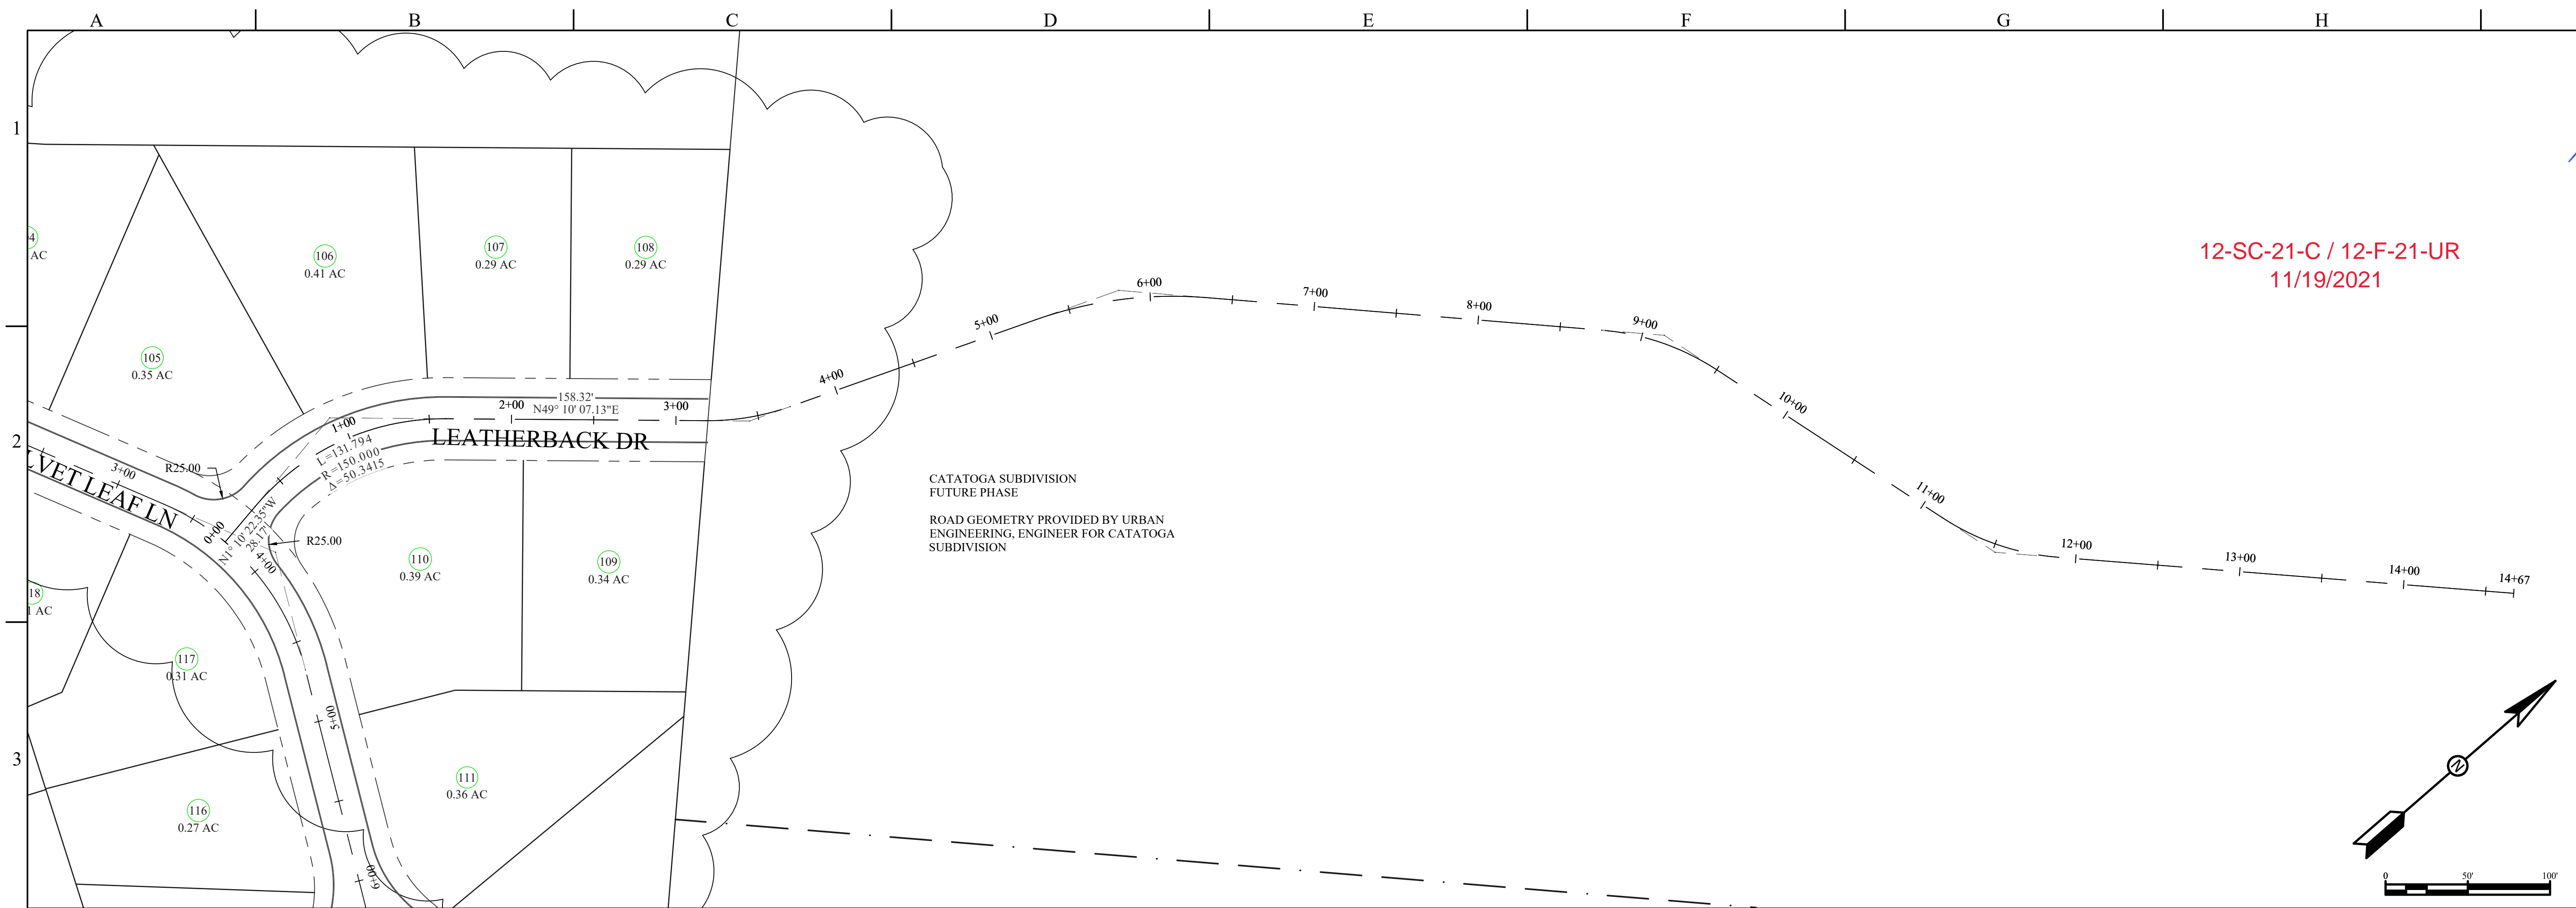 A B C D E F G H
1
2
3
12-SC-21-C / 12-F-21-UR
11/19/2021
4
AC
105
0.35 AC
106
0.41 AC
107
0.29 AC
108
0.29 AC
R25.00
3+00
LVET LEAF LN
0+00
N1° 10' 22.35"W
28.17'
4+00
1+00
L=131.794
R=150.000
Δ=50.3415
158.32'
2+00
N49° 10' 07.13"E
3+00
LEATHERBACK DR
R25.00
110
0.39 AC
109
0.34 AC
18
1 AC
117
0.31 AC
116
0.27 AC
5+00
6+00
111
0.36 AC
4+00
5+00
6+00
7+00
8+00
9+00
10+00
11+00
12+00
13+00
14+00
14+67
CATATOGA SUBDIVISION
FUTURE PHASE
ROAD GEOMETRY PROVIDED BY URBAN
ENGINEERING, ENGINEER FOR CATATOGA
SUBDIVISION
N
0 50' 100'